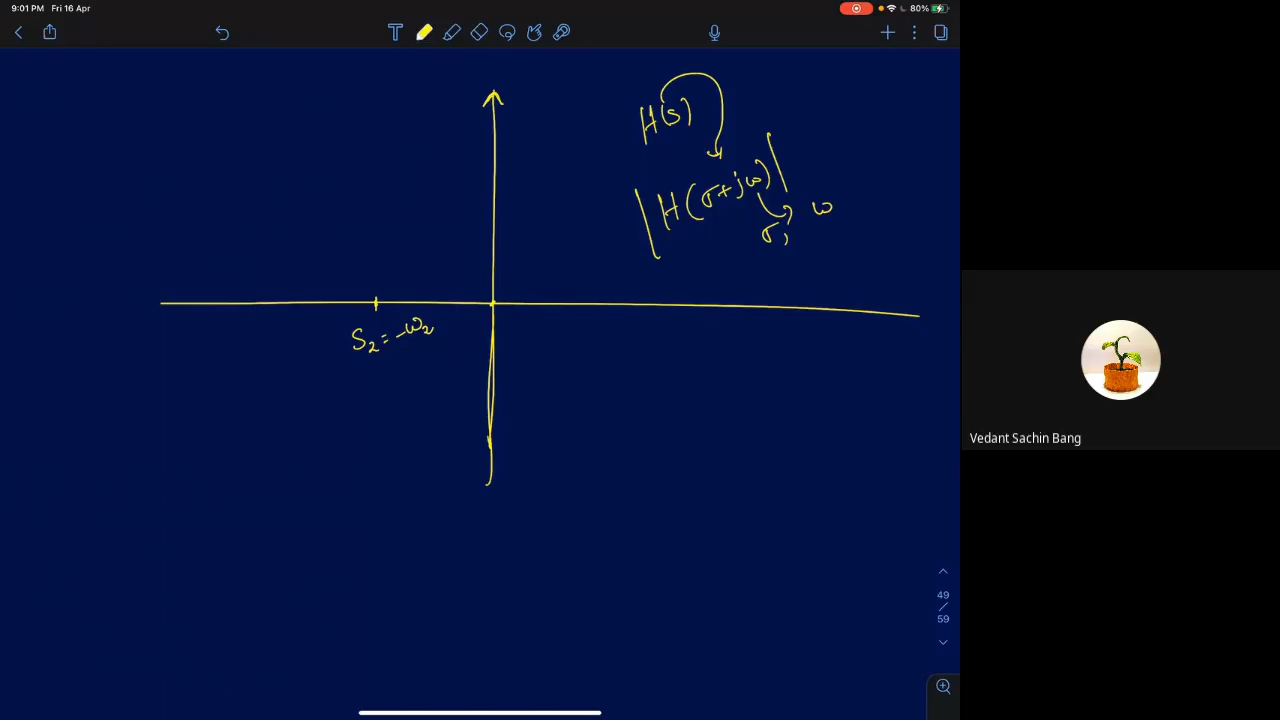 9:01 PM Fri 16 Apr
80%
H(s)
|H(σ+jω)|
σ, ω
S₂ = -ω₂
49
/
59
Vedant Sachin Bang